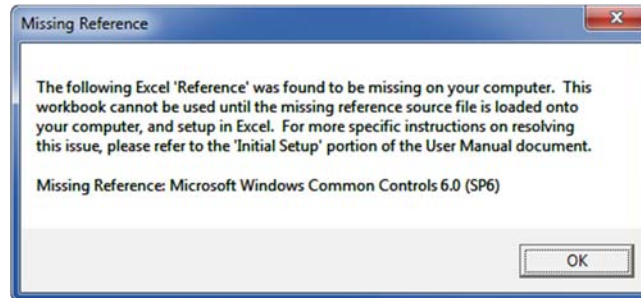 Missing Reference
The following Excel 'Reference' was found to be missing on your computer. This
workbook cannot be used until the missing reference source file is loaded onto
your computer, and setup in Excel. For more specific instructions on resolving
this issue, please refer to the 'Initial Setup' portion of the User Manual document.
Missing Reference: Microsoft Windows Common Controls 6.0 (SP6)
OK